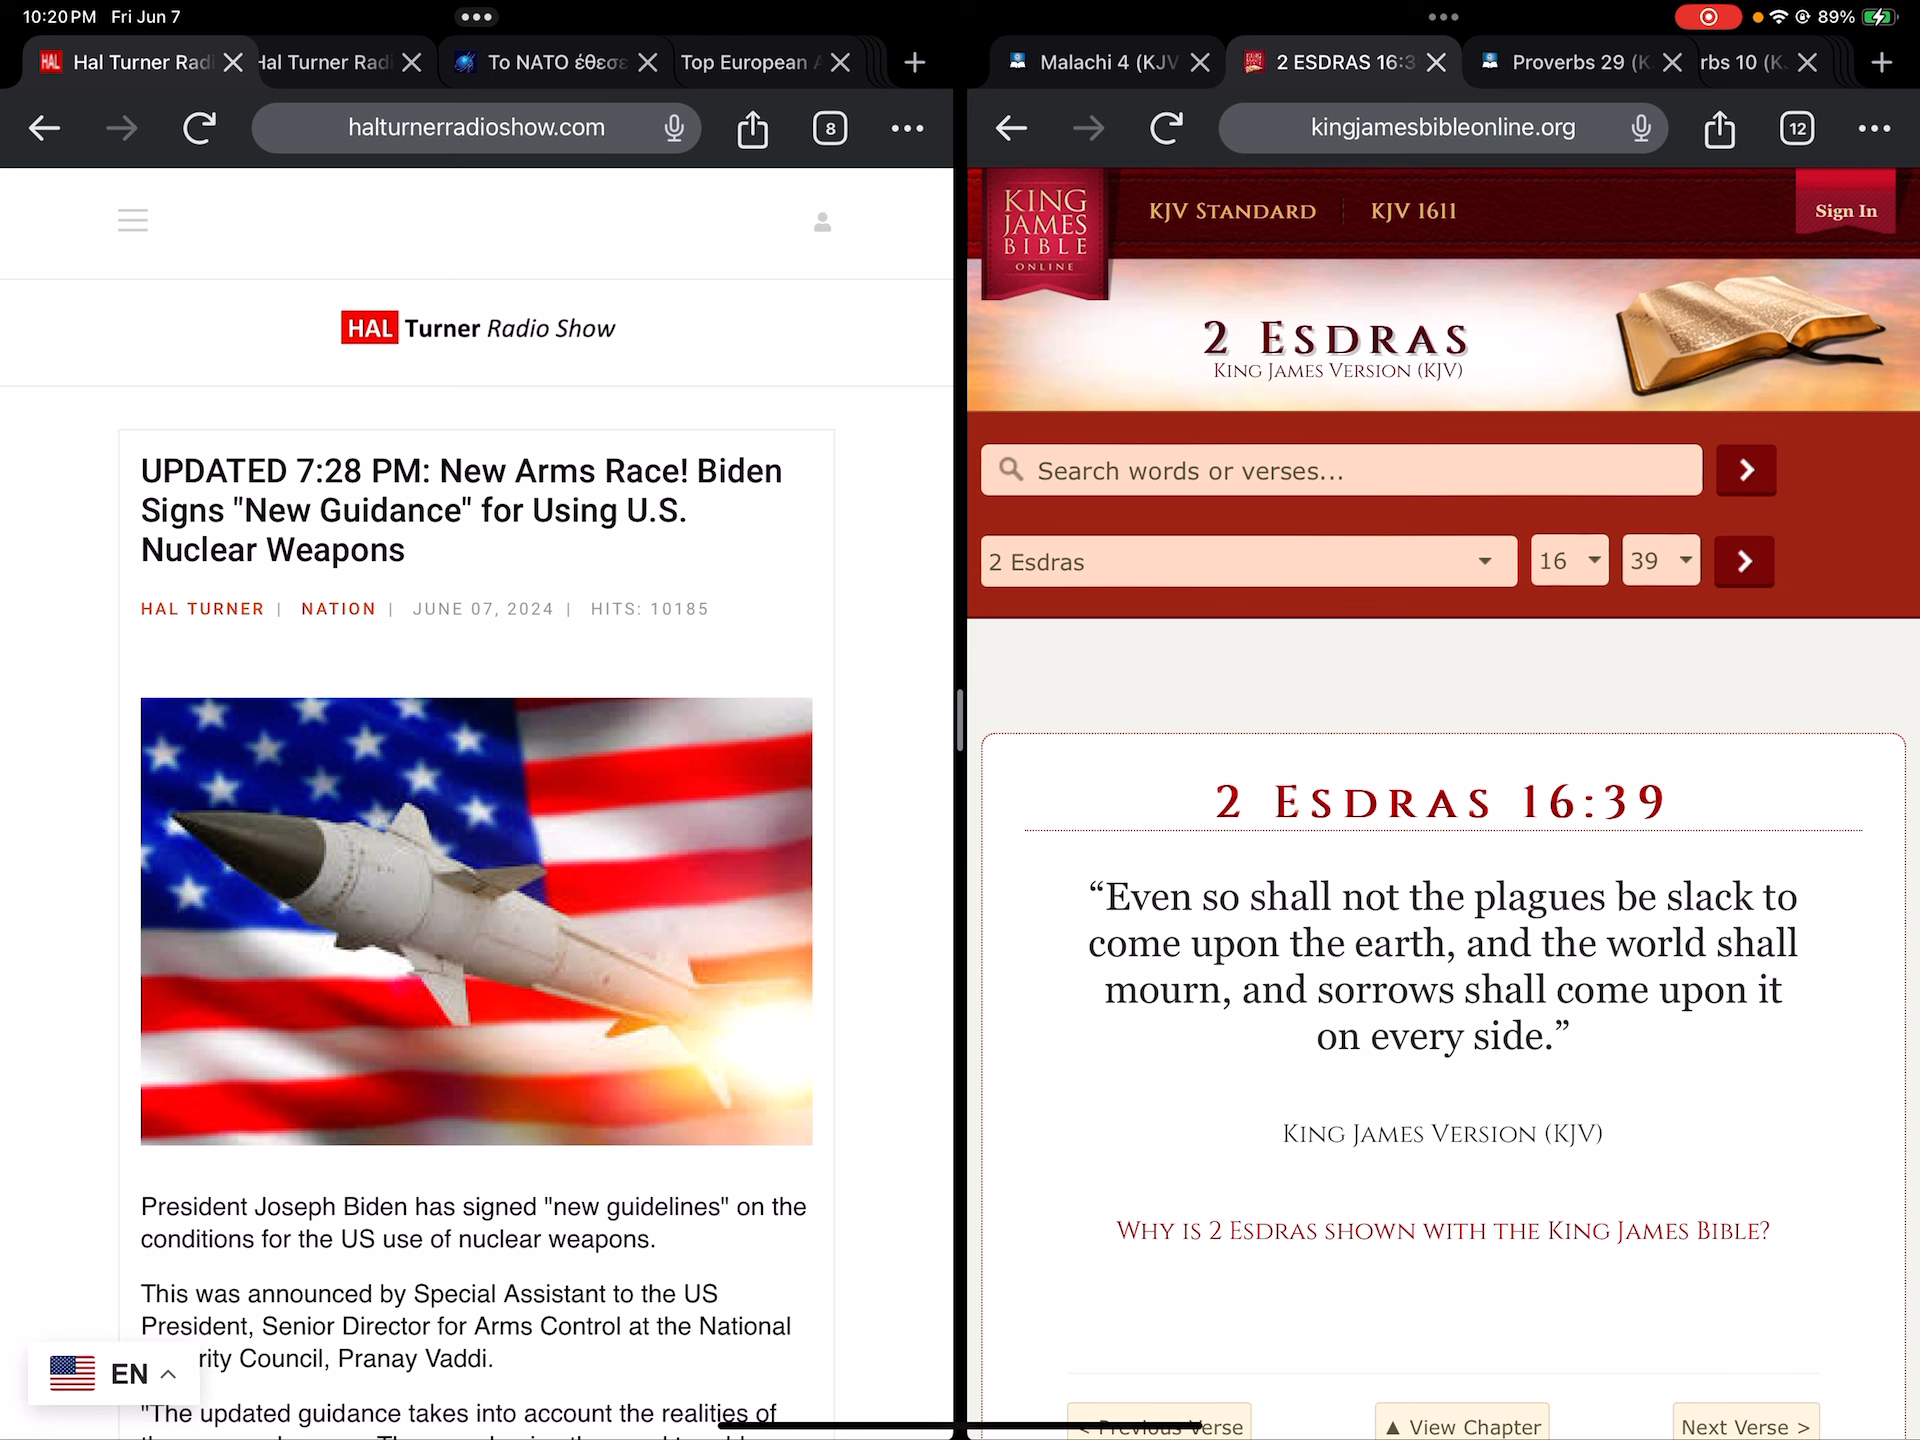 10:20 PM Fri Jun 7
89%
HAL Hal Turner Radi
Hal Turner Radi
Το NATO έθεσε
Top European A
halturnerradioshow.com
8
HAL Turner Radio Show
UPDATED 7:28 PM: New Arms Race! Biden
Signs "New Guidance" for Using U.S.
Nuclear Weapons
HAL TURNER | NATION | JUNE 07, 2024 | HITS: 10185
President Joseph Biden has signed "new guidelines" on the
conditions for the US use of nuclear weapons.
This was announced by Special Assistant to the US
President, Senior Director for Arms Control at the National
rity Council, Pranay Vaddi.
EN
"The updated guidance takes into account the realities of
Malachi 4 (KJV
2 ESDRAS 16:3
Proverbs 29 (K
rbs 10 (K
kingjamesbibleonline.org
12
KING
JAMES
BIBLE
ONLINE
KJV STANDARD
KJV 1611
Sign In
2 ESDRAS
KING JAMES VERSION (KJV)
Search words or verses...
2 Esdras
16
39
2 ESDRAS 16:39
“Even so shall not the plagues be slack to
come upon the earth, and the world shall
mourn, and sorrows shall come upon it
on every side.”
KING JAMES VERSION (KJV)
WHY IS 2 ESDRAS SHOWN WITH THE KING JAMES BIBLE?
< Previous Verse
▲ View Chapter
Next Verse >